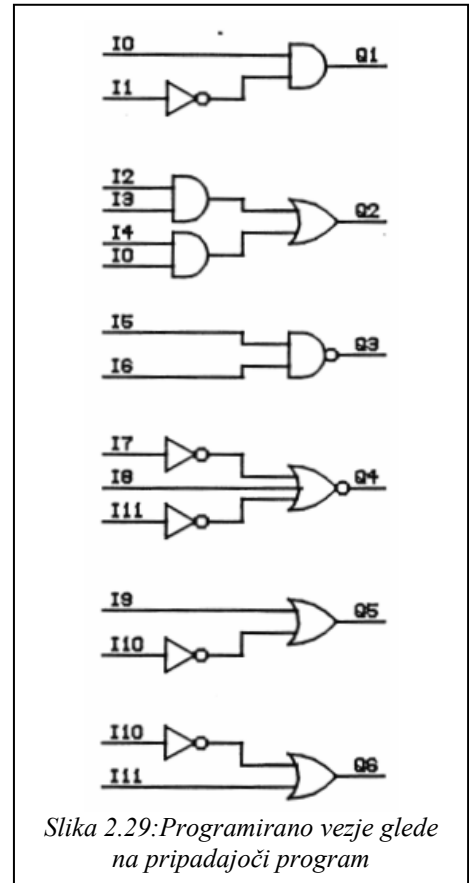 I0
Q1
I1
I2
I3
Q2
I4
I0
I5
Q3
I6
I7
I8
Q4
I11
I9
Q5
I10
I10
Q6
I11
Slika 2.29:Programirano vezje glede
na pripadajoči program